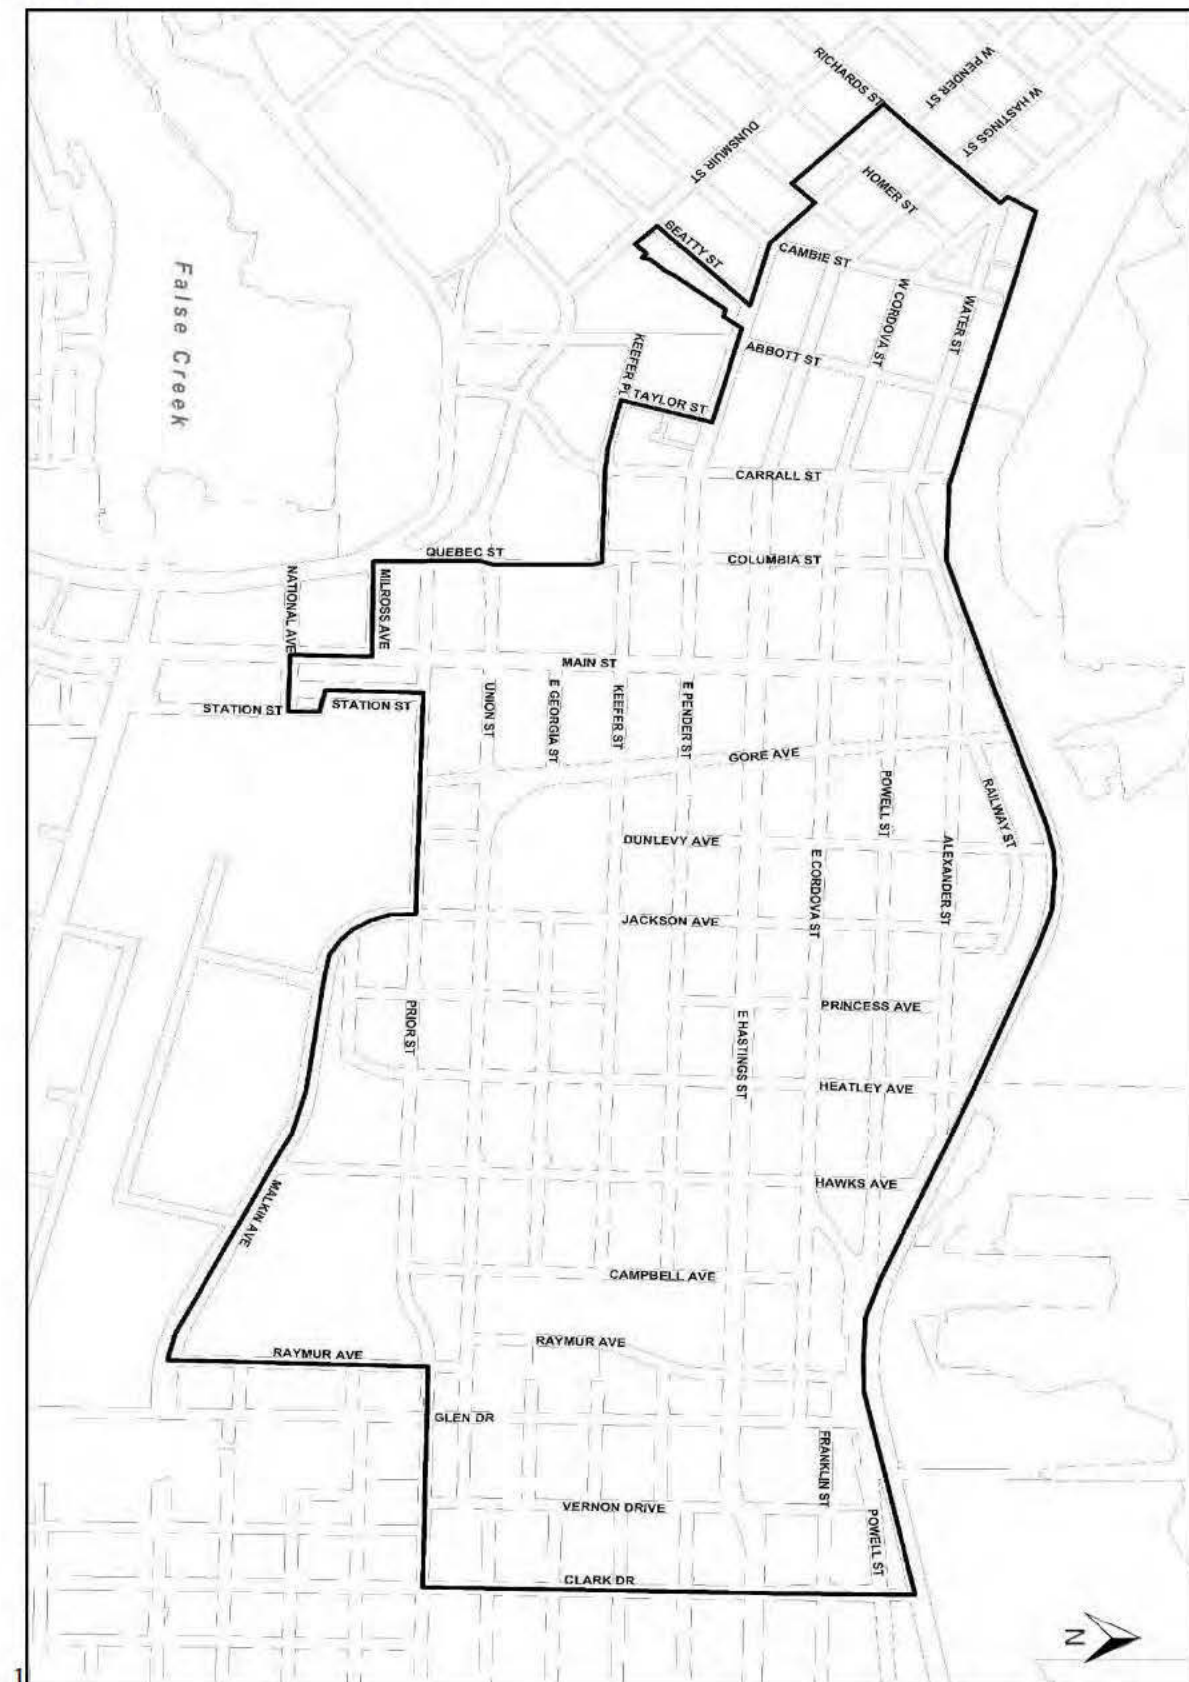 RICHARDS ST
W PENDER ST
W HASTINGS ST
DUNSMUIR ST
HOMER ST
BEATTY ST
CAMBIE ST
W CORDOVA ST
WATER ST
False Creek
KEEFER PL
ABBOTT ST
TAYLOR ST
CARRALL ST
QUEBEC ST
COLUMBIA ST
NATIONAL AVE
MILROSS AVE
MAIN ST
STATION ST
STATION ST
UNION ST
E GEORGIA ST
KEEFER ST
E PENDER ST
GORE AVE
POWELL ST
RAILWAY ST
DUNLEVY AVE
E CORDOVA ST
ALEXANDER ST
JACKSON AVE
PRIOR ST
E HASTINGS ST
PRINCESS AVE
HEATLEY AVE
MALKIN AVE
HAWKS AVE
CAMPBELL AVE
RAYMUR AVE
RAYMUR AVE
GLEN DR
FRANKLIN ST
VERNON DRIVE
POWELL ST
CLARK DR
N
1